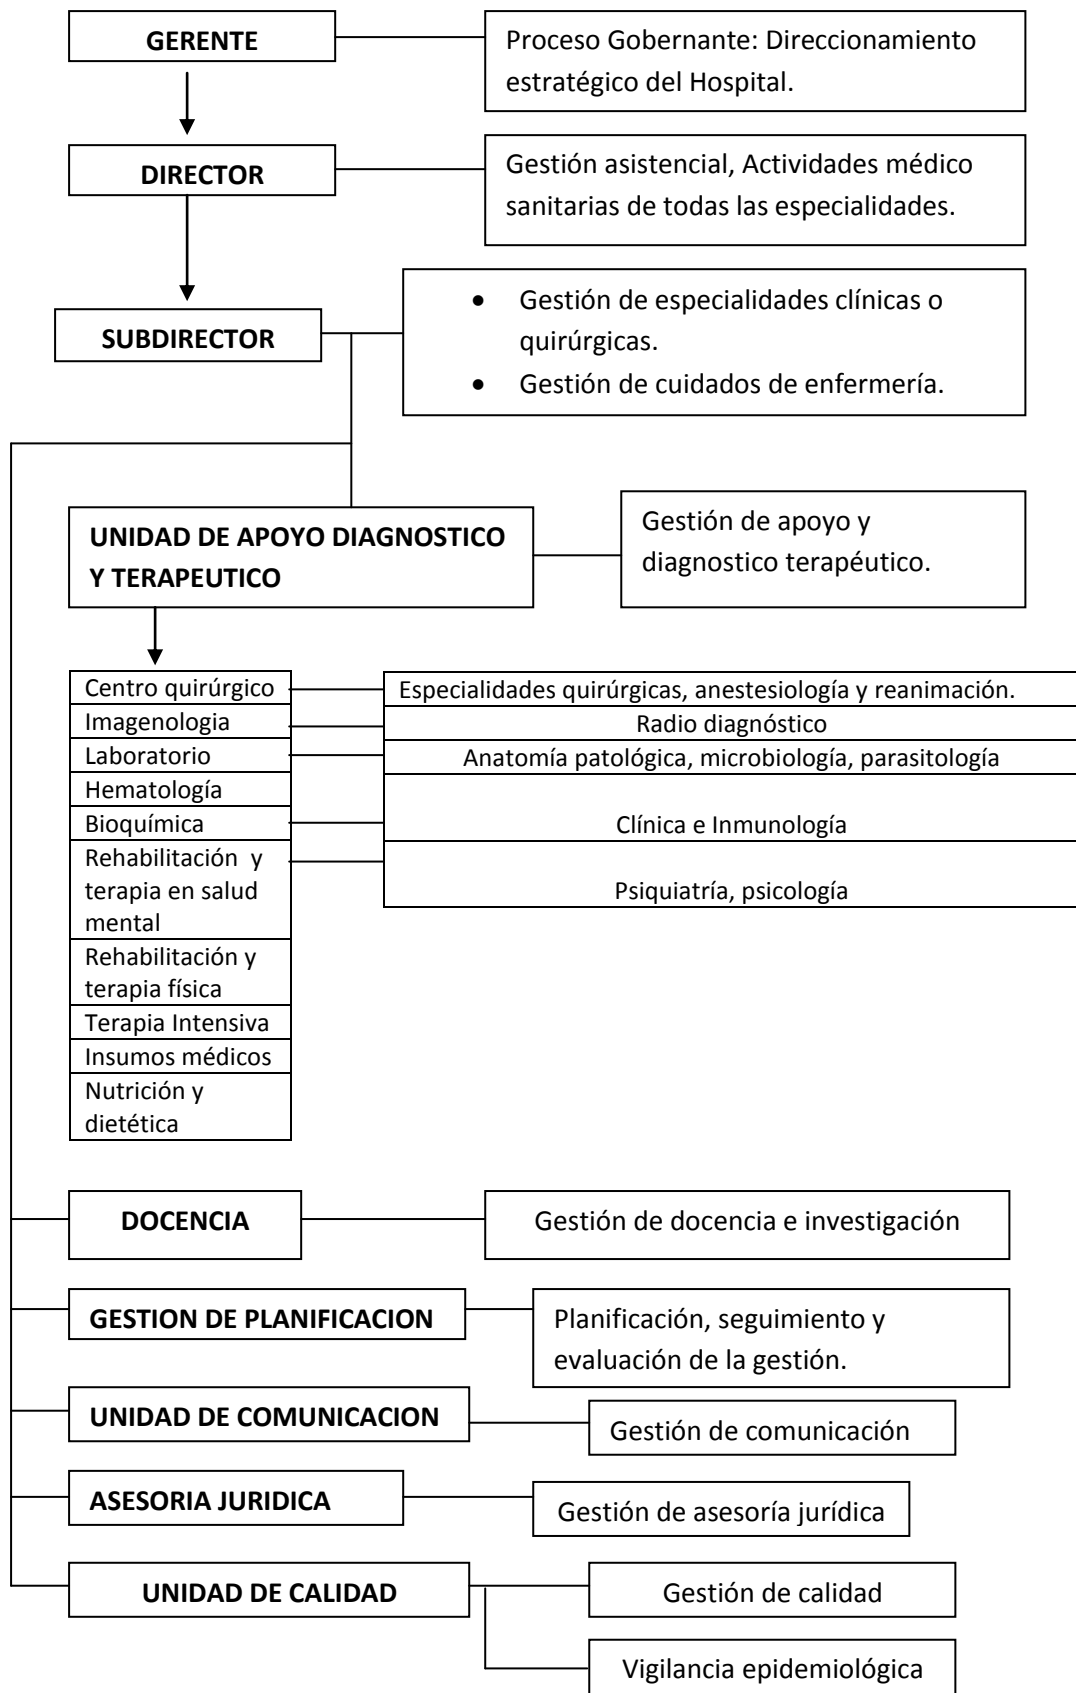 GERENTE
Proceso Gobernante: Direccionamiento
estratégico del Hospital.
DIRECTOR
Gestión asistencial, Actividades médico
sanitarias de todas las especialidades.
SUBDIRECTOR
• Gestión de especialidades clínicas o
quirúrgicas.
• Gestión de cuidados de enfermería.
UNIDAD DE APOYO DIAGNOSTICO
Y TERAPEUTICO
Gestión de apoyo y
diagnostico terapéutico.
Centro quirúrgico
Especialidades quirúrgicas, anestesiología y reanimación.
Imagenologia
Radio diagnóstico
Laboratorio
Anatomía patológica, microbiología, parasitología
Hematología
Bioquímica
Clínica e Inmunología
Rehabilitación y
terapia en salud
mental
Psiquiatría, psicología
Rehabilitación y
terapia física
Terapia Intensiva
Insumos médicos
Nutrición y
dietética
DOCENCIA
Gestión de docencia e investigación
GESTION DE PLANIFICACION
Planificación, seguimiento y
evaluación de la gestión.
UNIDAD DE COMUNICACION
Gestión de comunicación
ASESORIA JURIDICA
Gestión de asesoría jurídica
UNIDAD DE CALIDAD
Gestión de calidad
Vigilancia epidemiológica